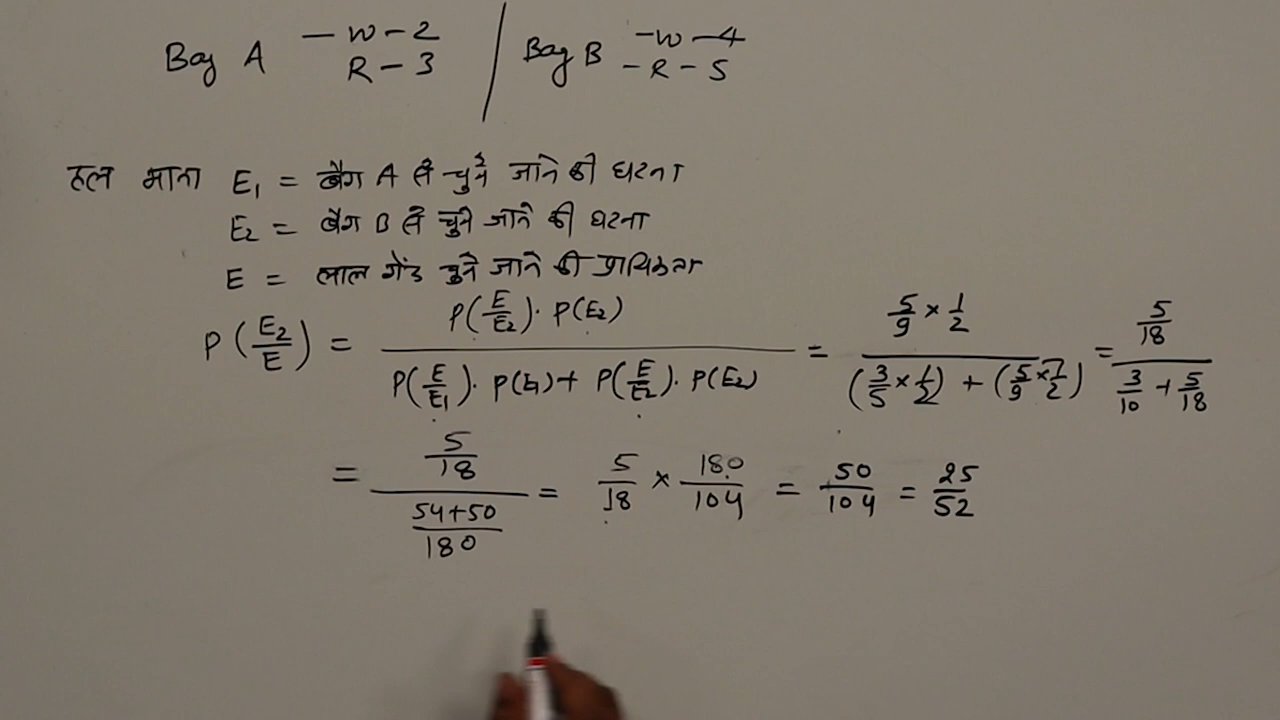 Bag A - W - 2 / Bag B - W - 4
R - 3 - R - 5
हल माना E₁ = बैग A से चुने जाने की घटना
E₂ = बैग B से चुने जाने की घटना
E = लाल गेंद चुने जाने की प्रायिकता
P(E₂/E) = P(E/E₂)· P(E₂) / P(E/E₁)· P(E₁) + P(E/E₂)· P(E₂) = 5/9 × 1/2 / (3/5 × 1/2) + (5/9 × 1/2) = 5/18 / 3/10 + 5/18
= 5/18 / 54+50/180 = 5/18 × 180/104 = 50/104 = 25/52